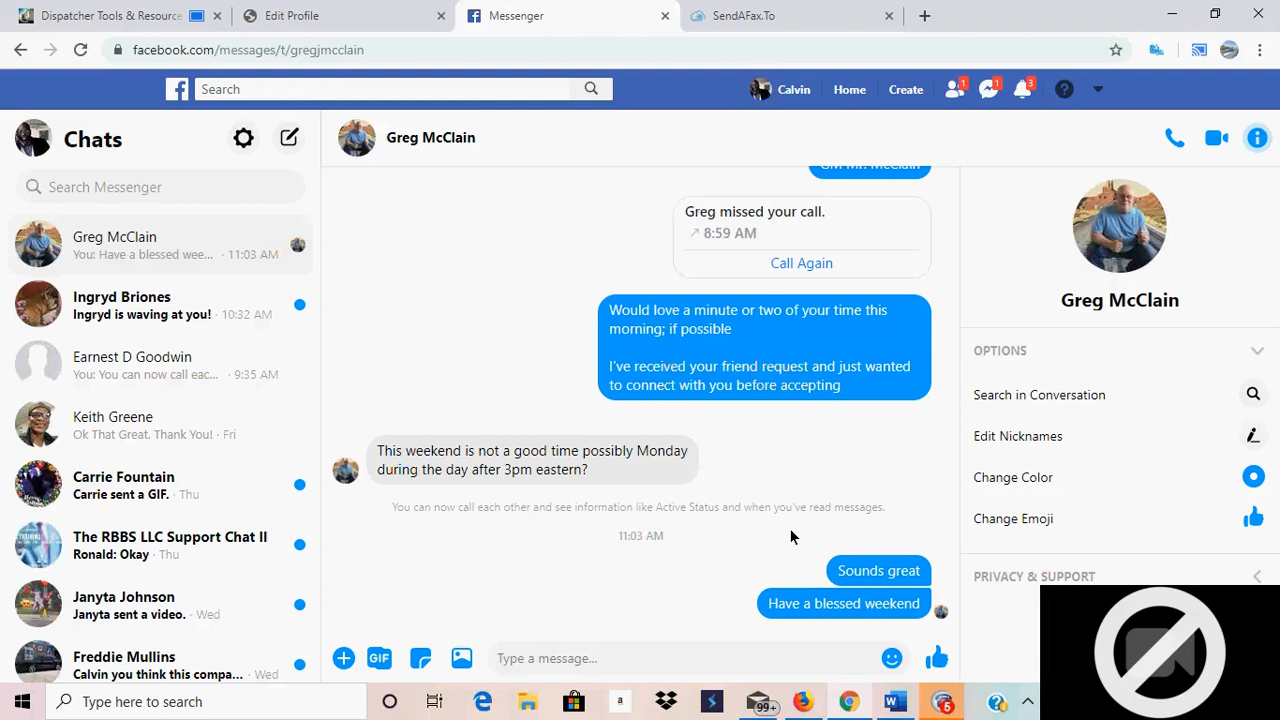 Dispatcher Tools & Resource
Edit Profile
Messenger
SendAFax.To
facebook.com/messages/t/gregjmcclain
Search
Calvin
Home
Create
1
1
3
Chats
Search Messenger
Greg McClain
You: Have a blessed wee... · 11:03 AM
Ingryd Briones
Ingryd is waving at you! · 10:32 AM
Earnest D Goodwin
You: You can now call eac... · 9:35 AM
Keith Greene
Ok That Great. Thank You! · Fri
Carrie Fountain
Carrie sent a GIF. · Thu
The RBBS LLC Support Chat II
Ronald: Okay · Thu
Janyta Johnson
Janyta sent a video. · Wed
Freddie Mullins
Calvin you think this compa... · Wed
Greg McClain
GM Mr. McClain
Greg missed your call.
8:59 AM
Call Again
Would love a minute or two of your time this
morning; if possible
I've received your friend request and just wanted
to connect with you before accepting
This weekend is not a good time possibly Monday
during the day after 3pm eastern?
You can now call each other and see information like Active Status and when you've read messages.
11:03 AM
Sounds great
Have a blessed weekend
GIF
Type a message...
Greg McClain
OPTIONS
Search in Conversation
Edit Nicknames
Change Color
Change Emoji
PRIVACY & SUPPORT
Type here to search
a
99+
5